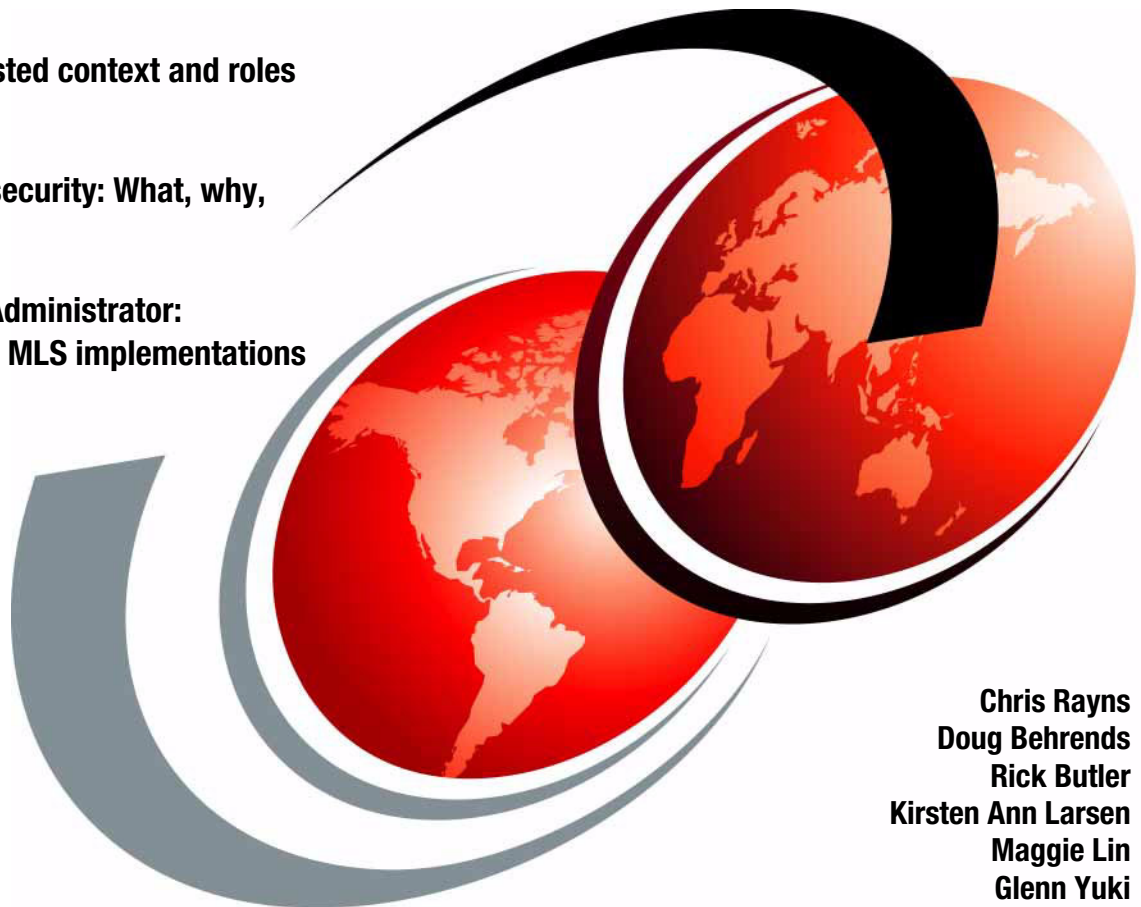 sted context and roles
security: What, why,
Administrator:
MLS implementations
Chris Rayns
Doug Behrends
Rick Butler
Kirsten Ann Larsen
Maggie Lin
Glenn Yuki